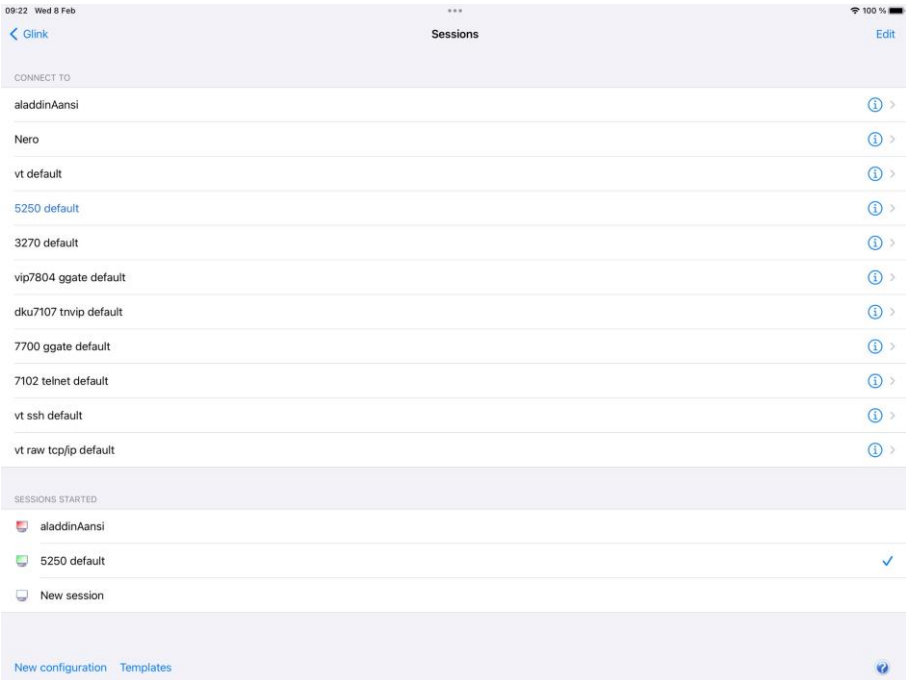 09:22 Wed 8 Feb
100 %
Glink
Sessions
Edit
CONNECT TO
aladdinAansi
Nero
vt default
5250 default
3270 default
vip7804 ggate default
dku7107 tnvip default
7700 ggate default
7102 telnet default
vt ssh default
vt raw tcp/ip default
SESSIONS STARTED
aladdinAansi
5250 default
New session
New configuration Templates